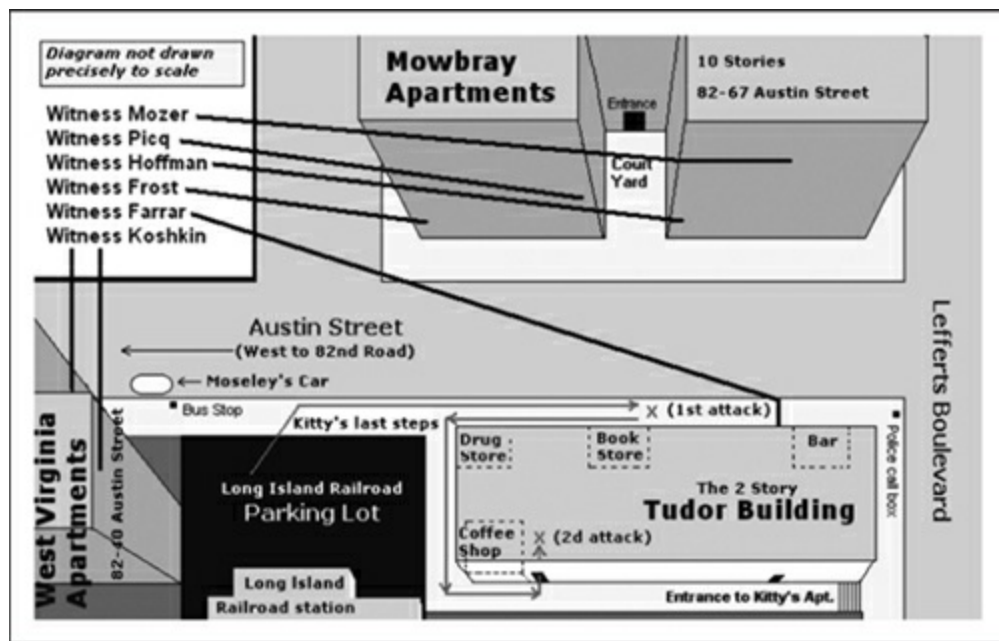 Diagram not drawn
precisely to scale
Mowbray
Apartments
10 Stories
82-67 Austin Street
Entrance
Court
Yard
Witness Mozer
Witness Picq
Witness Hoffman
Witness Frost
Witness Farrar
Witness Koshkin
Austin Street
(West to 82nd Road)
Moseley's Car
Bus Stop
Kitty's last steps
X (1st attack)
Lefferts Boulevard
Police call box
Drug
Store
Book
Store
Bar
The 2 Story
Tudor Building
Coffee
Shop
X (2d attack)
Entrance to Kitty's Apt.
West Virginia
Apartments
82-40 Austin Street
Long Island Railroad
Parking Lot
Long Island
Railroad station